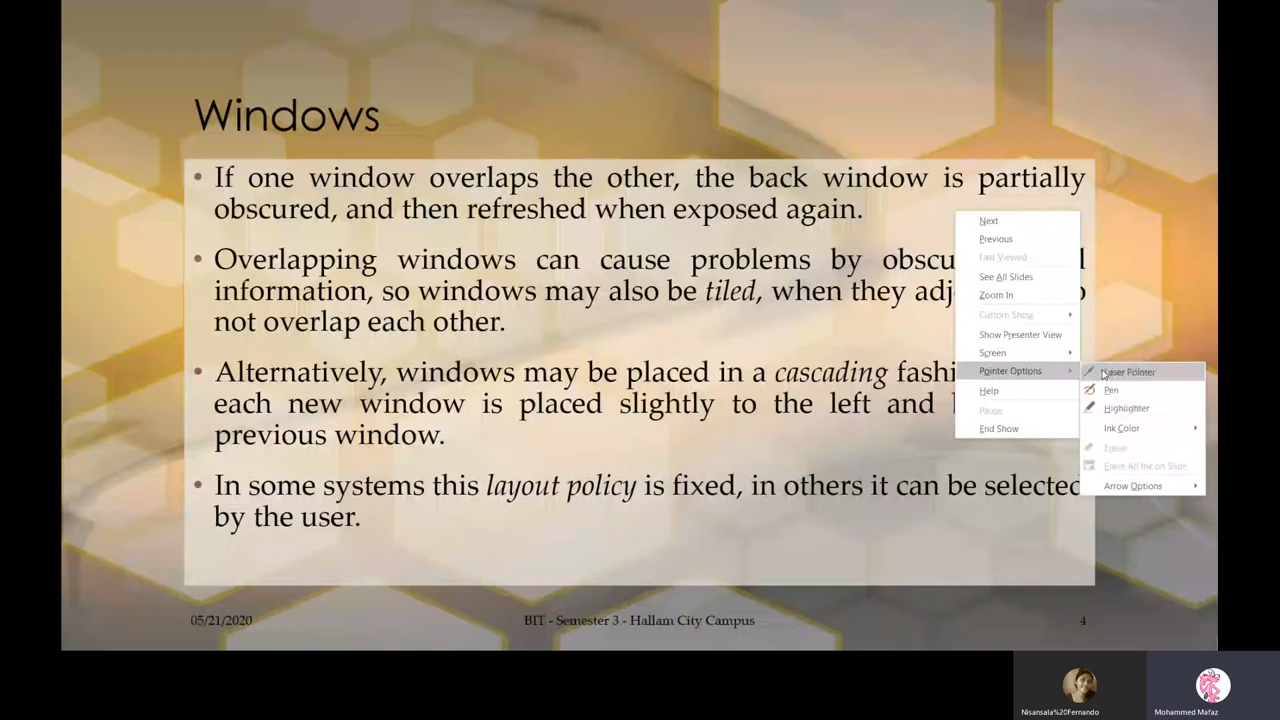 Windows
• If one window overlaps the other, the back window is partially
obscured, and then refreshed when exposed again.
• Overlapping windows can cause problems by obscu
information, so windows may also be tiled, when they adj
not overlap each other.
• Alternatively, windows may be placed in a cascading fashi
each new window is placed slightly to the left and
previous window.
• In some systems this layout policy is fixed, in others it can be selected
by the user.
Next
Previous
Last Viewed
See All Slides
Zoom In
Custom Show
Show Presenter View
Screen
Pointer Options
Help
Pause
End Show
Laser Pointer
Pen
Highlighter
Ink Color
Eraser
Erase All Ink on Slide
Arrow Options
05/21/2020
BIT - Semester 3 - Hallam City Campus
4
Nisansala%20Fernando
Mohammed Mafaz